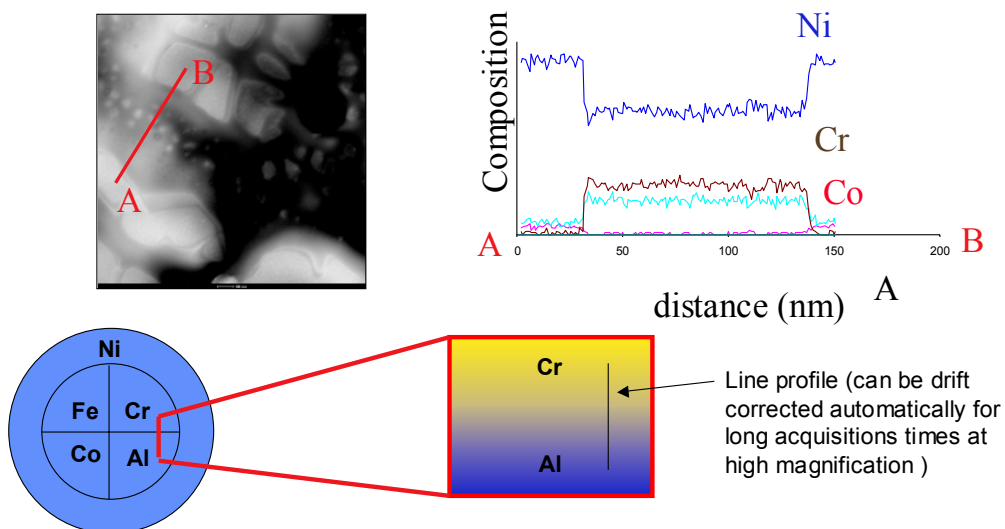 B
A
Composition
Ni
Cr
Co
A
0
50
100
150
200
B
distance (nm)
A
Ni
Fe
Cr
Co
Al
Cr
Al
Line profile (can be drift
corrected automatically for
long acquisitions times at
high magnification )